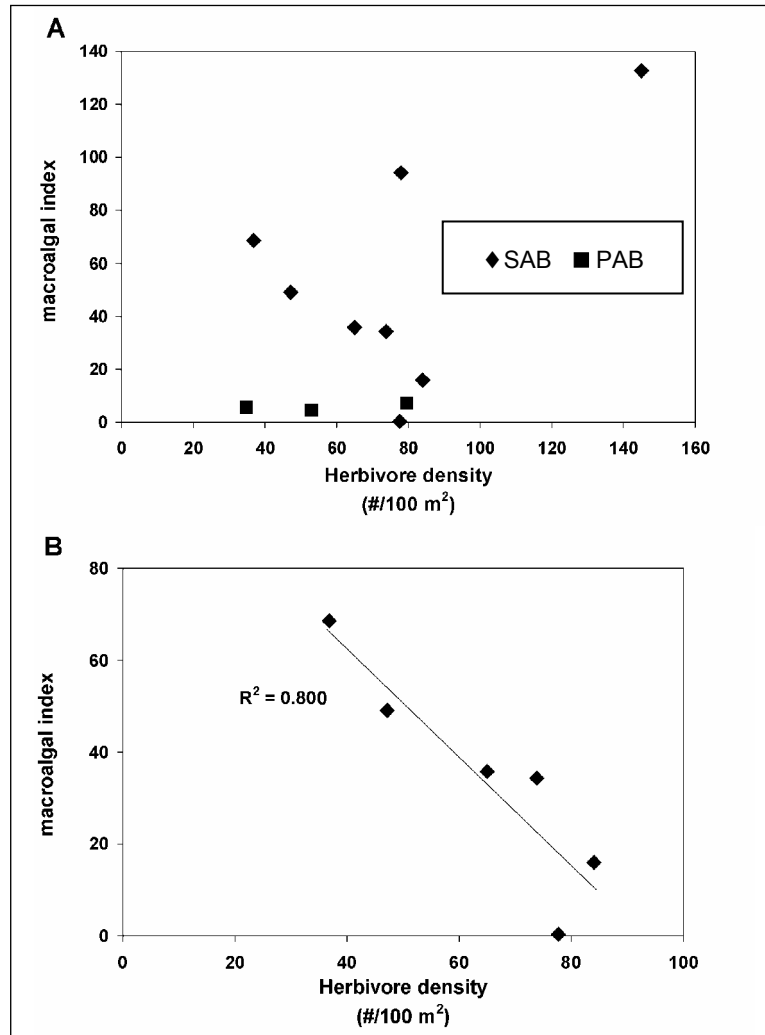 A
140
120
100
80
60
40
20
0
macroalgal index
SAB PAB
0 20 40 60 80 100 120 140 160
Herbivore density
(#/100 m²)
B
80
60
40
20
0
macroalgal index
R² = 0.800
0 20 40 60 80 100
Herbivore density
(#/100 m²)